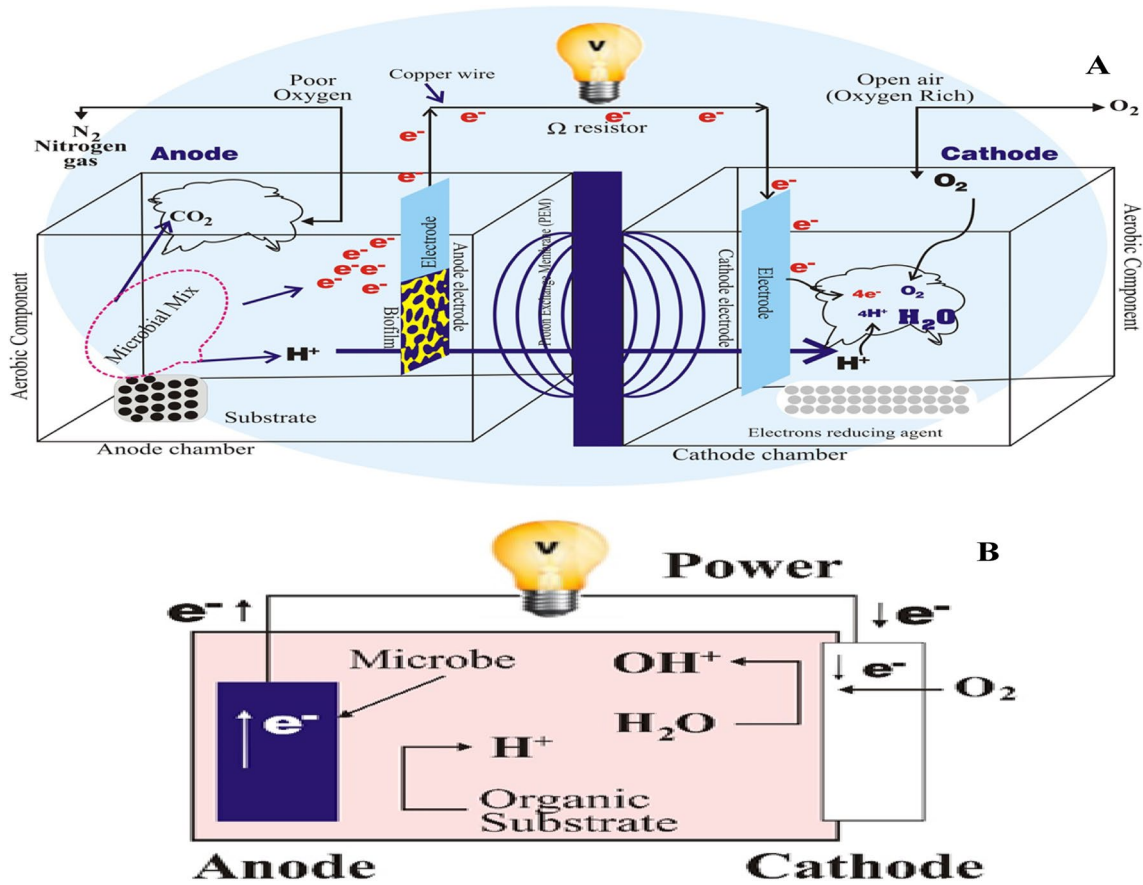 V
A
Copper wire
Poor
Oxygen
Open air
(Oxygen Rich)
O₂
N₂
Nitrogen
gas
e⁻ e⁻ e⁻
Ω resistor
e⁻
Anode
Cathode
e⁻
e⁻
O₂
CO₂
e⁻
e⁻
e⁻
e⁻ e⁻ e⁻
e⁻ e⁻
e⁻
Electrode
Anode electrode
Biofilm
Proton Exchange Membrane (PEM)
Cathode electrode
Electrode
Aerobic Component
Aerobic Component
Microbial Mix
4e⁻ O₂
4H⁺ H₂O
H⁺
H⁺
Substrate
Anode chamber
Electrons reducing agent
Cathode chamber
V
B
Power
e⁻
e⁻
Microbe
OH⁺
e⁻
O₂
e⁻
H₂O
H⁺
Organic
Substrate
Anode
Cathode